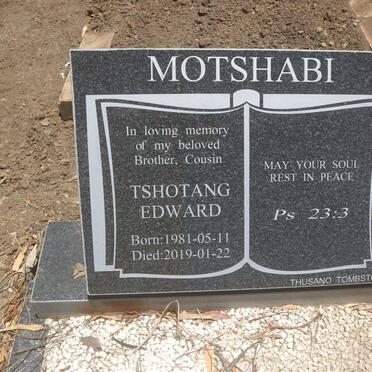 MOTSHABI
In loving memory
of my beloved
Brother, Cousin
TSHOTANG
EDWARD
Born:1981-05-11
Died:2019-01-22
MAY YOUR SOUL
REST IN PEACE
Ps 23:3
THUSANO